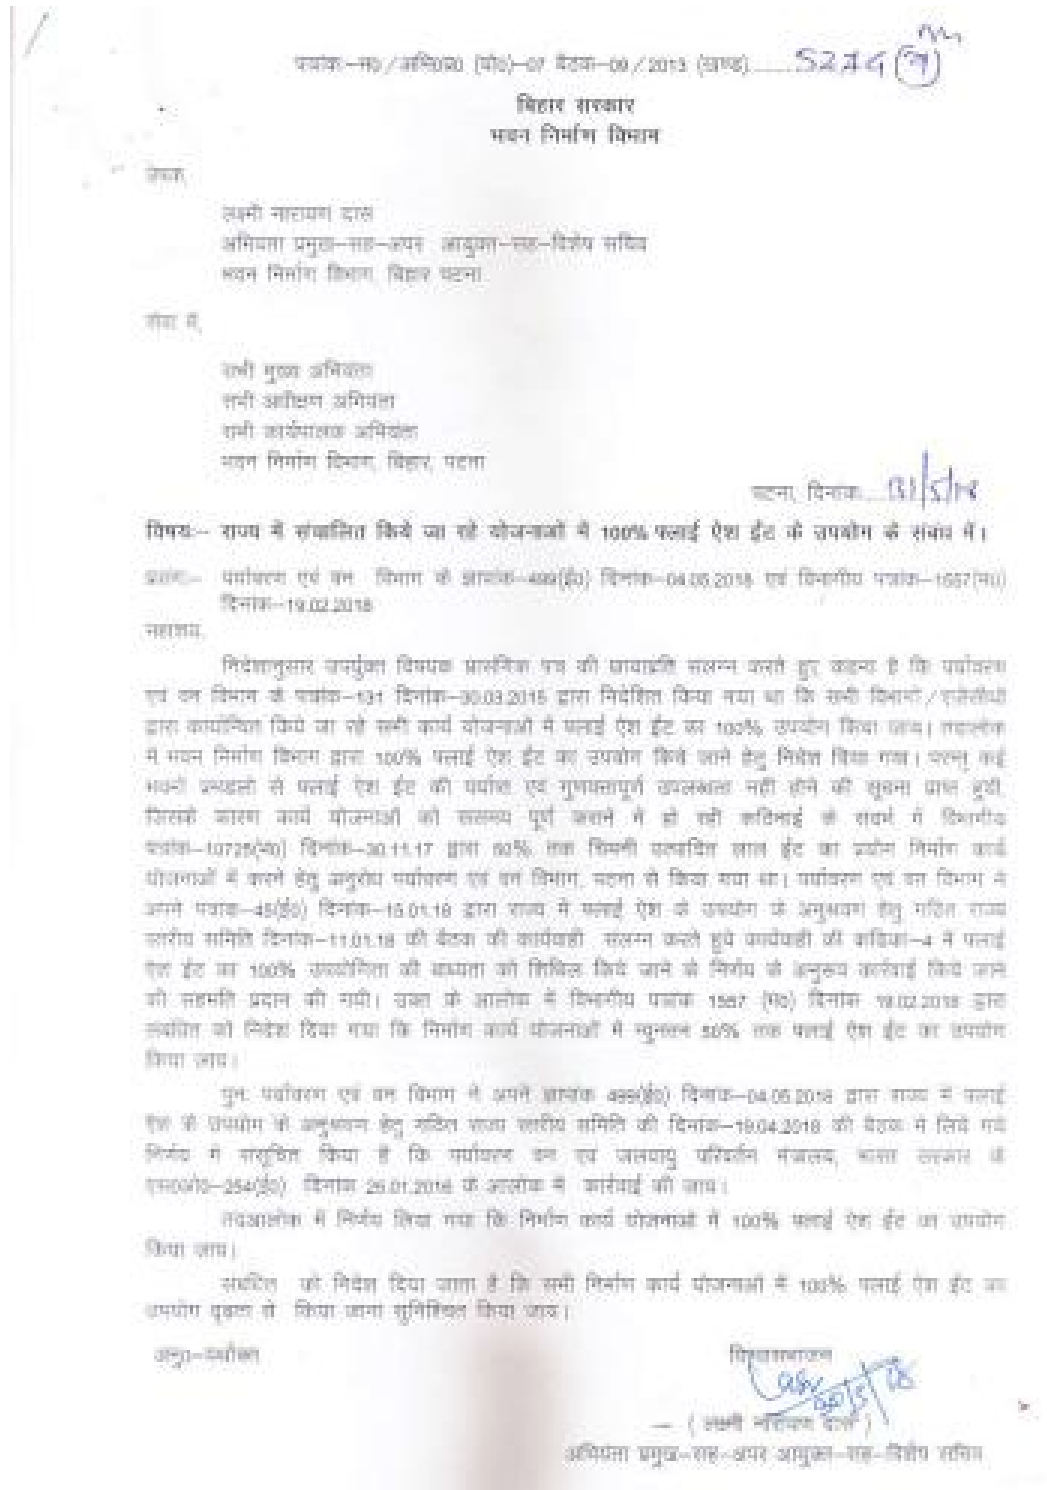 पत्रांक–भ0/अभि0प्र0 (यो0)–07 बैठक–09/2013 (खण्ड)
बिहार सरकार
भवन निर्माण विभाग
प्रेषक,
लक्ष्मी नारायण दास
अभियंता प्रमुख–सह–अपर आयुक्त–सह–विशेष सचिव
भवन निर्माण विभाग, बिहार पटना
सेवा में,
सभी मुख्य अभियंता
सभी अधीक्षण अभियंता
सभी कार्यपालक अभियंता
भवन निर्माण विभाग, बिहार, पटना
पटना, दिनांक
विषयः– राज्य में संचालित किये जा रहे योजनाओं में 100% फ्लाई ऐश ईंट के उपयोग के संबंध में।
प्रसंगः– पर्यावरण एवं वन विभाग के ज्ञापांक–499(ई0) दिनांक–04.05.2018 एवं विभागीय पत्रांक–1557(भ0)
दिनांक–19.02.2018
महाशय,
निदेशानुसार उपर्युक्त विषयक प्रासंगिक पत्र की छायाप्रति संलग्न करते हुए कहना है कि पर्यावरण
एवं वन विभाग के पत्रांक–131 दिनांक–30.03.2015 द्वारा निदेशित किया गया था कि सभी विभागों/एजेंसीयों
द्वारा कार्यान्वित किये जा रहे सभी कार्य योजनाओं में फ्लाई ऐश ईंट का 100% उपयोग किया जाय। तद्आलोक
में भवन निर्माण विभाग द्वारा 100% फ्लाई ऐश ईंट का उपयोग किये जाने हेतु निदेश दिया गया। परन्तु कई
भवनों प्रमंडलो से फ्लाई ऐश ईंट की पर्याप्त एवं गुणवत्तापूर्ण उपलब्धता नहीं होने की सूचना प्राप्त हुयी,
जिसके कारण कार्य योजनाओं को ससमय पूर्ण कराने में हो रही कठिनाई के संदर्भ में विभागीय
पत्रांक–10725(भ0) दिनांक–30.11.17 द्वारा 50% तक चिमनी उत्पादित लाल ईंट का प्रयोग निर्माण कार्य
योजनाओं में करने हेतु अनुरोध पर्यावरण एवं वन विभाग, पटना से किया गया था। पर्यावरण एवं वन विभाग ने
अपने पत्रांक–45(ई0) दिनांक–15.01.18 द्वारा राज्य में फ्लाई ऐश के उपयोग के अनुश्रवण हेतु गठित राज्य
स्तरीय समिति दिनांक–11.01.18 की बैठक की कार्यवाही संलग्न करते हुये कार्यवाही की कंडिका–4 में फ्लाई
ऐश ईंट का 100% उपयोगिता की बाध्यता को शिथिल किये जाने के निर्णय के अनुरूप कार्रवाई किये जाने
की सहमति प्रदान की गयी। उक्त के आलोक में विभागीय पत्रांक 1557 (भ0) दिनांक 19.02.2018 द्वारा
संबंधित को निदेश दिया गया कि निर्माण कार्य योजनाओं में न्यूनतम 50% तक फ्लाई ऐश ईंट का उपयोग
किया जाय।
पुनः पर्यावरण एवं वन विभाग ने अपने ज्ञापांक 499(ई0) दिनांक–04.05.2018 द्वारा राज्य में फ्लाई
ऐश के उपयोग के अनुश्रवण हेतु गठित राज्य स्तरीय समिति की दिनांक–19.04.2018 की बैठक में लिये गये
निर्णय में संसूचित किया है कि पर्यावरण वन एवं जलवायु परिवर्तन मंत्रालय, भारत सरकार के
दिनांक 25.01.2016 के आलोक में कार्रवाई की जाय।
तद्आलोक में निर्णय लिया गया कि निर्माण कार्य योजनाओं में 100% फ्लाई ऐश ईंट का उपयोग
किया जाय।
संबंधित को निदेश दिया जाता है कि सभी निर्माण कार्य योजनाओं में 100% फ्लाई ऐश ईंट का
उपयोग दृढ़ता से किया जाना सुनिश्चित किया जाय।
अनु0–यथोक्त
विश्वासभाजन
( लक्ष्मी नारायण दास )
अभियंता प्रमुख–सह–अपर आयुक्त–सह–विशेष सचिव